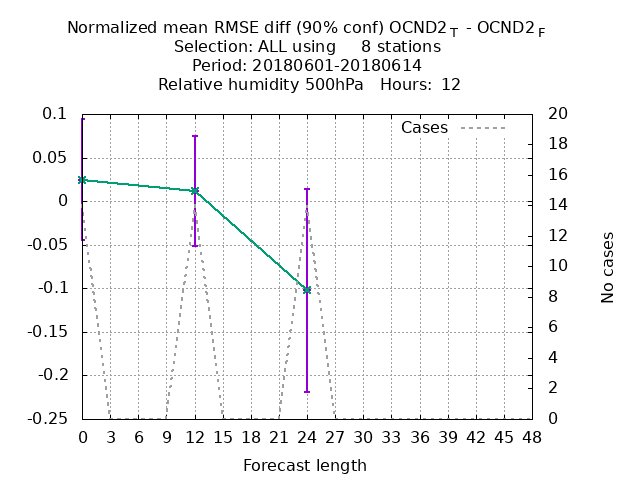 Normalized mean RMSE diff (90% conf) OCND2 T - OCND2 F
Selection: ALL using 8 stations
Period: 20180601-20180614
Relative humidity 500hPa Hours: 12
Cases
0.1
0.05
0
-0.05
-0.1
-0.15
-0.2
-0.25
20
18
16
14
12
10
8
6
4
2
0
No cases
0 3 6 9 12 15 18 21 24 27 30 33 36 39 42 45 48
Forecast length